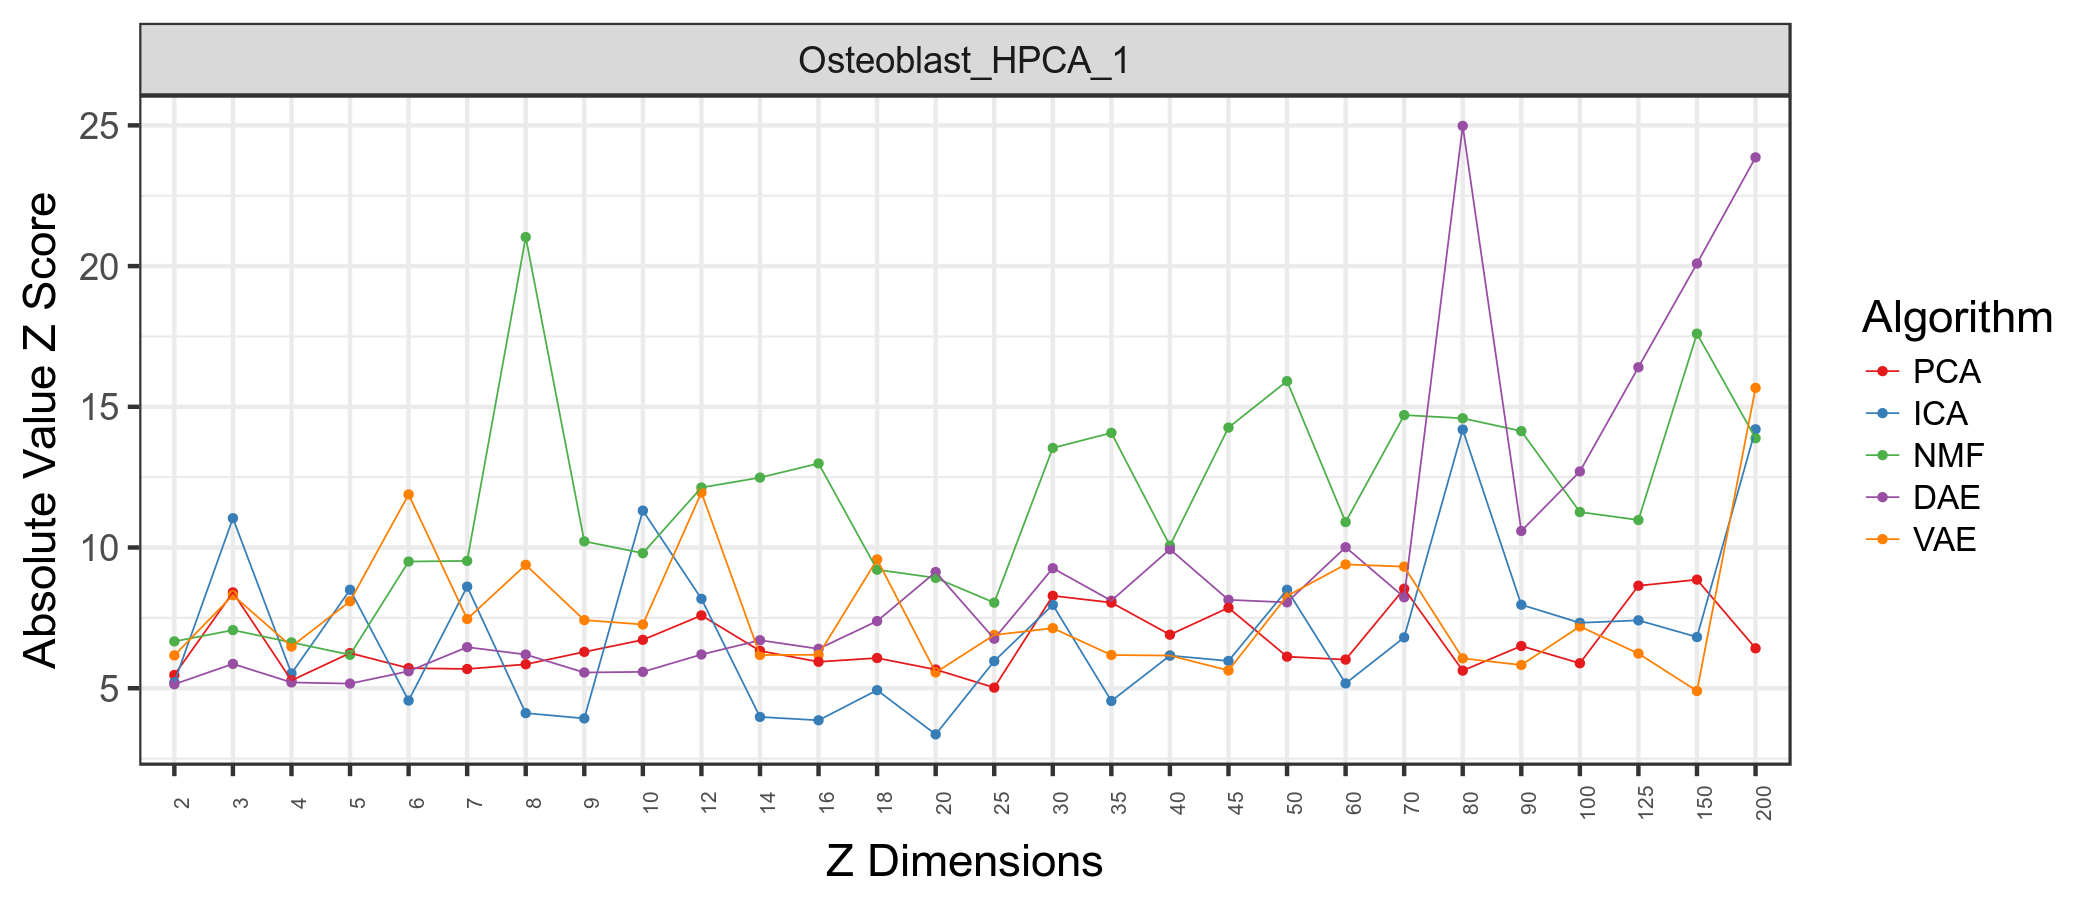 Osteoblast_HPCA_1
Absolute Value Z Score
25
20
15
10
5
2 3 4 5 6 7 8 9 10 12 14 16 18 20 25 30 35 40 45 50 60 70 80 90 100 125 150 200
Z Dimensions
Algorithm
PCA
ICA
NMF
DAE
VAE